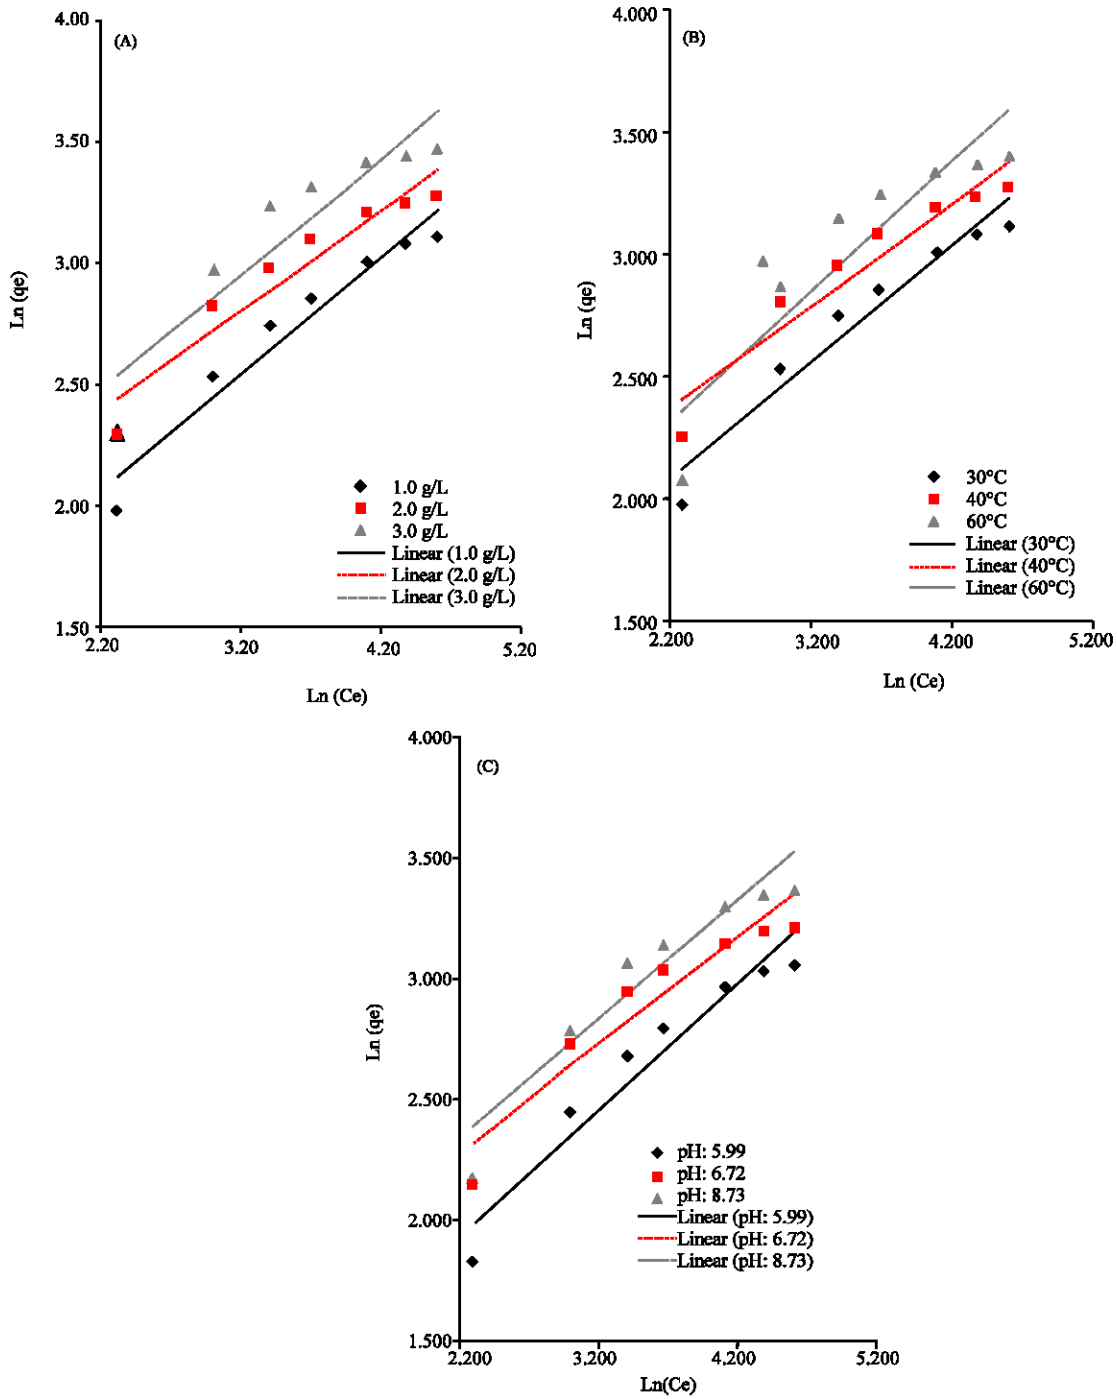 (A)
4.00
3.50
3.00
2.50
2.00
1.50
Ln (qe)
2.20
3.20
4.20
5.20
Ln (Ce)
1.0 g/L
2.0 g/L
3.0 g/L
Linear (1.0 g/L)
Linear (2.0 g/L)
Linear (3.0 g/L)
(B)
4.000
3.500
3.000
2.500
2.000
1.500
Ln (qe)
2.200
3.200
4.200
5.200
Ln (Ce)
30°C
40°C
60°C
Linear (30°C)
Linear (40°C)
Linear (60°C)
(C)
4.000
3.500
3.000
2.500
2.000
1.500
Ln (qe)
2.200
3.200
4.200
5.200
Ln(Ce)
pH: 5.99
pH: 6.72
pH: 8.73
Linear (pH: 5.99)
Linear (pH: 6.72)
Linear (pH: 8.73)